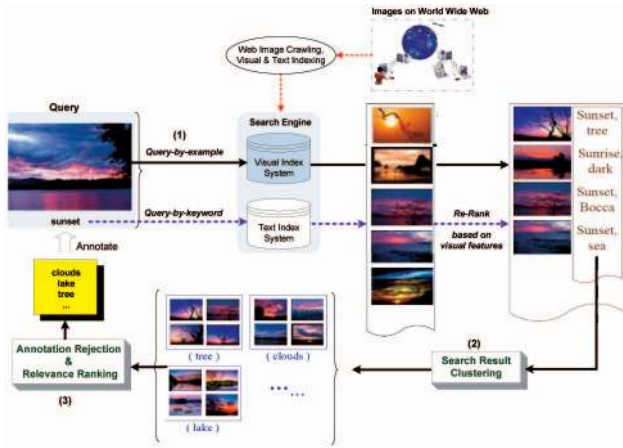 Images on World Wide Web
Web Image Crawling,
Visual & Text Indexing
Query
(1)
Query-by-example
sunset
Query-by-keyword
Search Engine
Visual Index
System
Text Index
System
Re-Rank
based on
visual features
Sunset,
tree
Sunrise,
dark
Sunset,
Bocca
Sunset,
sea
Annotate
clouds
lake
tree
...
Annotation Rejection
&
Relevance Ranking
(3)
( tree )
( clouds )
( lake )
......
(2)
Search Result
Clustering